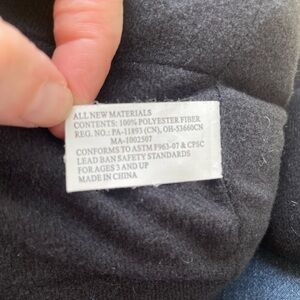 ALL NEW MATERIALS
CONTENTS: 100% POLYESTER FIBER
REG. NO.: PA-11893 (CN), OH-53660CN
MA-1002507
CONFORMS TO ASTM F963-07 & CPSC
LEAD BAN SAFETY STANDARDS
FOR AGES 3 AND UP
MADE IN CHINA